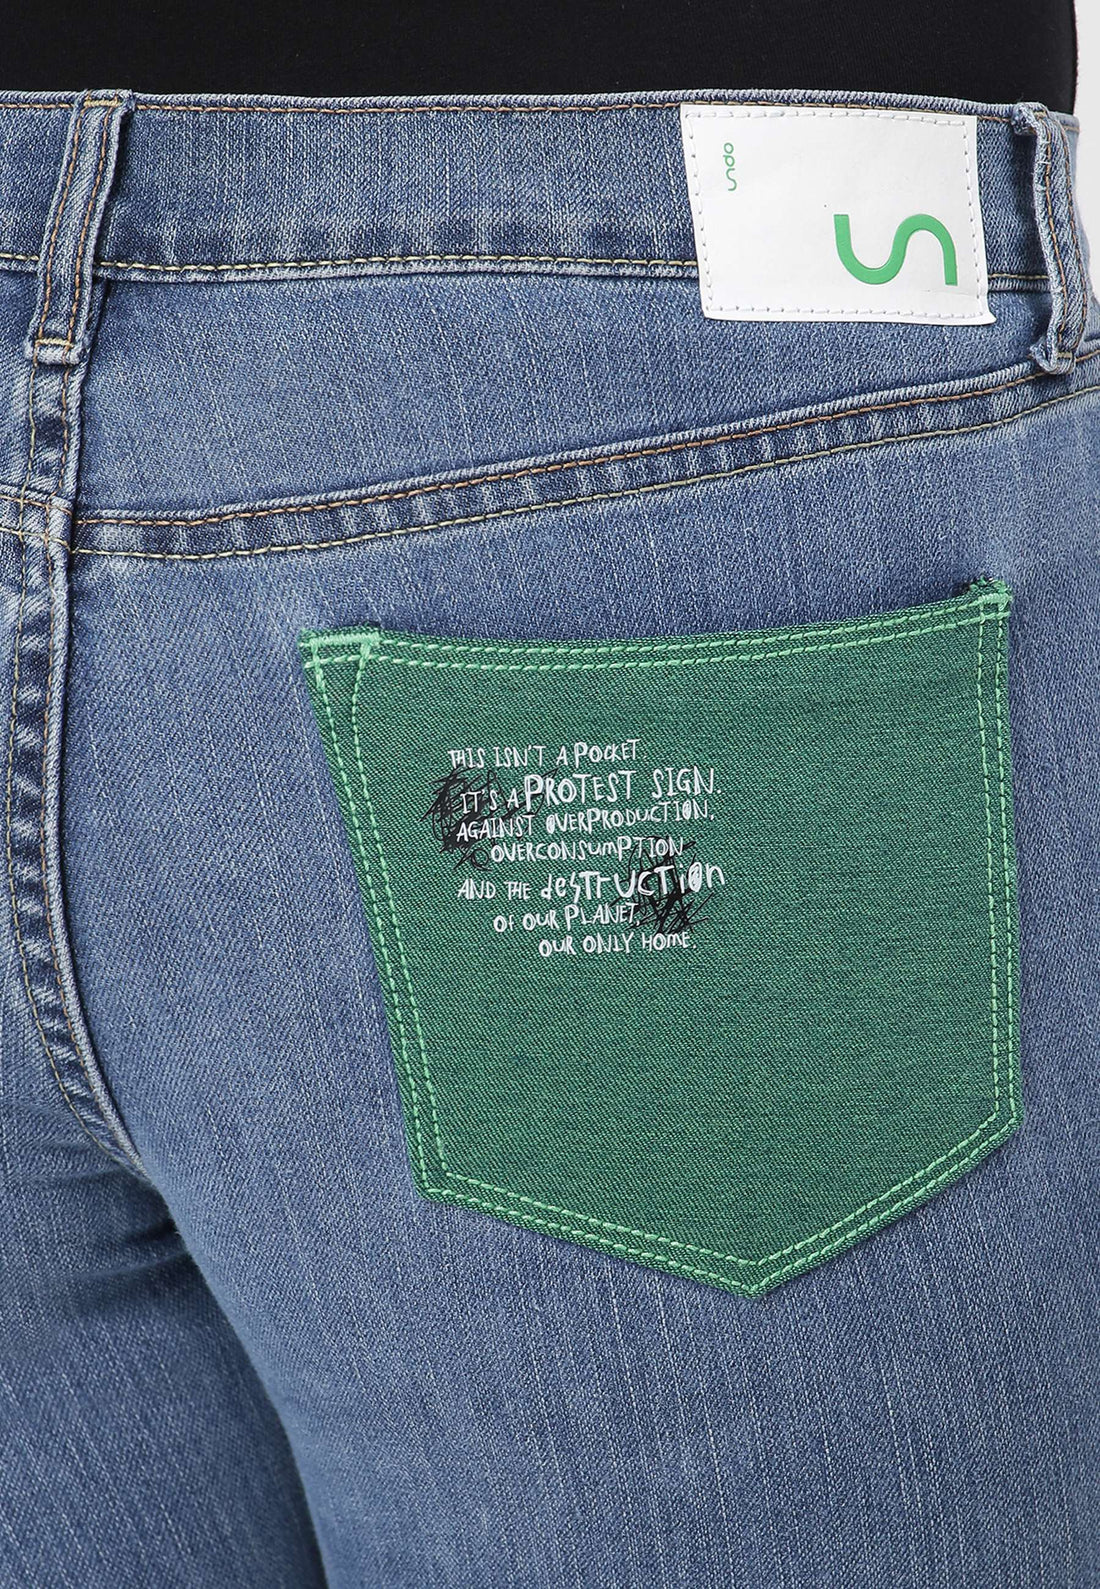 undo
THIS ISN'T A POCKET.
IT'S A PROTEST SIGN.
AGAINST OVERPRODUCTION,
OVERCONSUMPTION
AND THE deSTRUCTiOn
OF OUR PLANET,
OUR ONLY HOME.